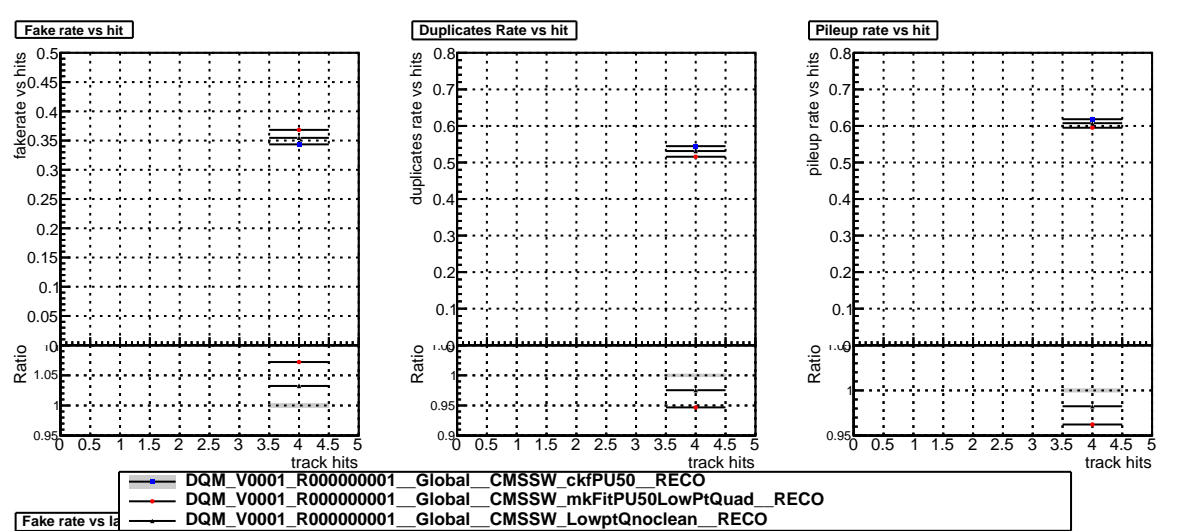 Fake rate vs hit
Duplicates Rate vs hit
Pileup rate vs hit
fakerate vs hits
0.5
0.45
0.4
0.35
0.3
0.25
0.2
0.15
0.1
0.05
0
Ratio
1.05
1
0.95
0 0.5 1 1.5 2 2.5 3 3.5 4 4.5 5
track hits
duplicates rate vs hits
0.8
0.7
0.6
0.5
0.4
0.3
0.2
0.1
0
Ratio
1
0.95
0.9
0 0.5 1 1.5 2 2.5 3 3.5 4 4.5 5
track hits
pileup rate vs hits
0.8
0.7
0.6
0.5
0.4
0.3
0.2
0.1
0
Ratio
1
0.95
0 0.5 1 1.5 2 2.5 3 3.5 4 4.5 5
track hits
DQM_V0001_R000000001__Global__CMSSW_ckfPU50__RECO
DQM_V0001_R000000001__Global__CMSSW_mkFitPU50LowPtQuad__RECO
DQM_V0001_R000000001__Global__CMSSW_LowptQnoclean__RECO
Fake rate vs la